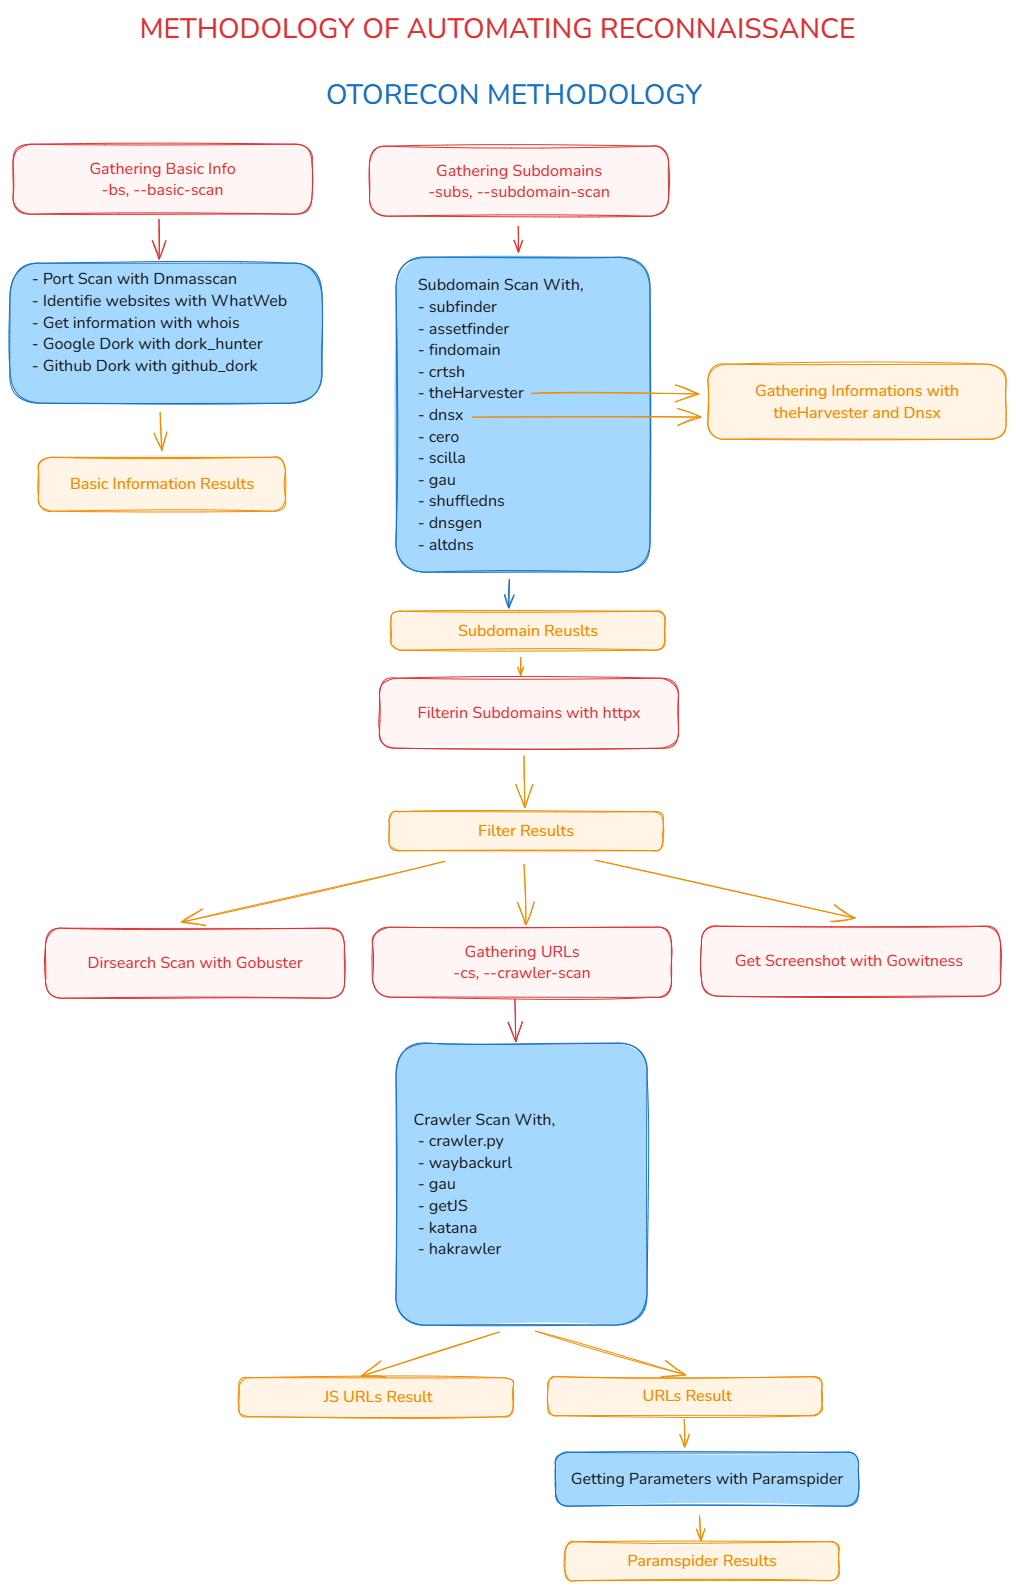 METHODOLOGY OF AUTOMATING RECONNAISSANCE
OTORECON METHODOLOGY
Gathering Basic Info
-bs, --basic-scan
- Port Scan with Dnmasscan
- Identifie websites with WhatWeb
- Get information with whois
- Google Dork with dork_hunter
- Github Dork with github_dork
Basic Information Results
Gathering Subdomains
-subs, --subdomain-scan
Subdomain Scan With,
- subfinder
- assetfinder
- findomain
- crtsh
- theHarvester
- dnsx
- cero
- scilla
- gau
- shuffledns
- dnsgen
- altdns
Gathering Informations with
theHarvester and Dnsx
Subdomain Reuslts
Filterin Subdomains with httpx
Filter Results
Dirsearch Scan with Gobuster
Gathering URLs
-cs, --crawler-scan
Get Screenshot with Gowitness
Crawler Scan With,
- crawler.py
- waybackurl
- gau
- getJS
- katana
- hakrawler
JS URLs Result
URLs Result
Getting Parameters with Paramspider
Paramspider Results